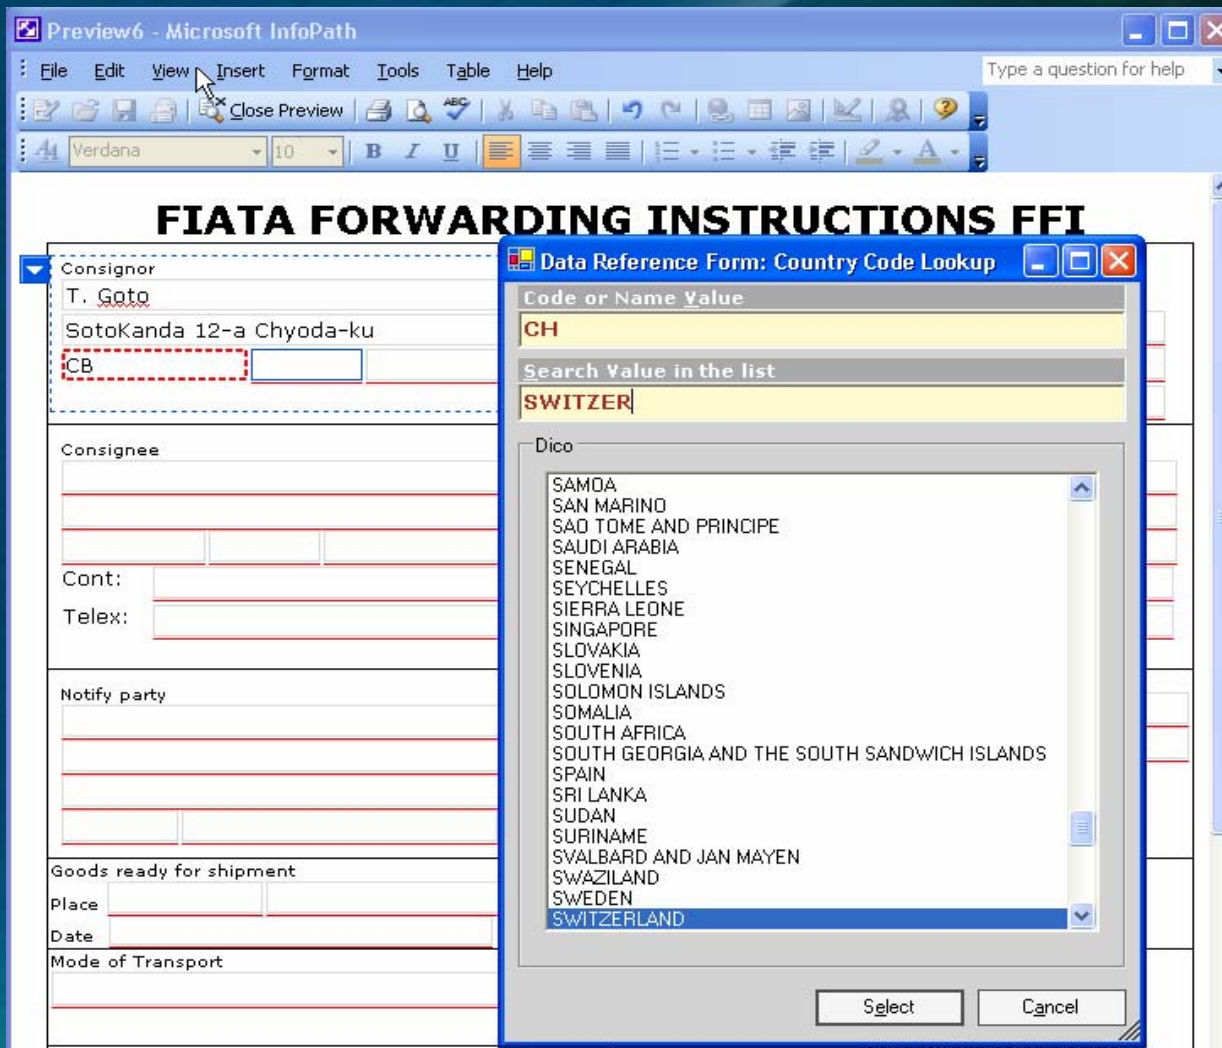 Preview6 - Microsoft InfoPath
File Edit View Insert Format Tools Table Help
Type a question for help
Close Preview
ABC
Verdana 10 B I U A
FIATA FORWARDING INSTRUCTIONS FFI
Consignor
T. Goto
SotoKanda 12-a Chyoda-ku
CB
Consignee
Cont:
Telex:
Notify party
Goods ready for shipment
Place
Date
Mode of Transport
Data Reference Form: Country Code Lookup
Code or Name Value
CH
Search Value in the list
SWITZER
Dico
SAMOA
SAN MARINO
SAO TOME AND PRINCIPE
SAUDI ARABIA
SENEGAL
SEYCHELLES
SIERRA LEONE
SINGAPORE
SLOVAKIA
SLOVENIA
SOLOMON ISLANDS
SOMALIA
SOUTH AFRICA
SOUTH GEORGIA AND THE SOUTH SANDWICH ISLANDS
SPAIN
SRI LANKA
SUDAN
SURINAME
SVALBARD AND JAN MAYEN
SWAZILAND
SWEDEN
SWITZERLAND
Select Cancel